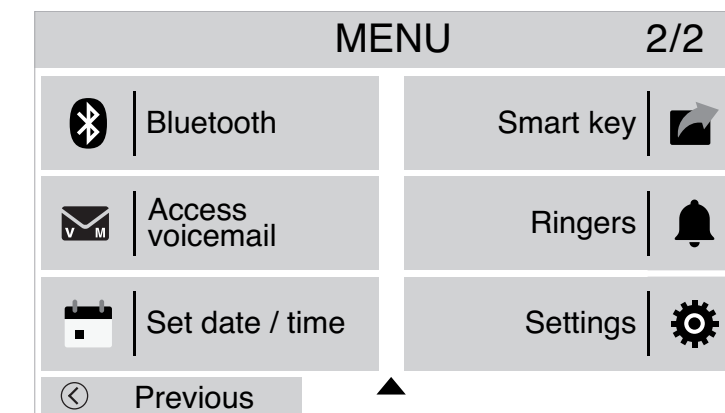 MENU 2/2
Bluetooth
Smart key
Access
voicemail
V M
Ringers
Set date / time
Settings
Previous